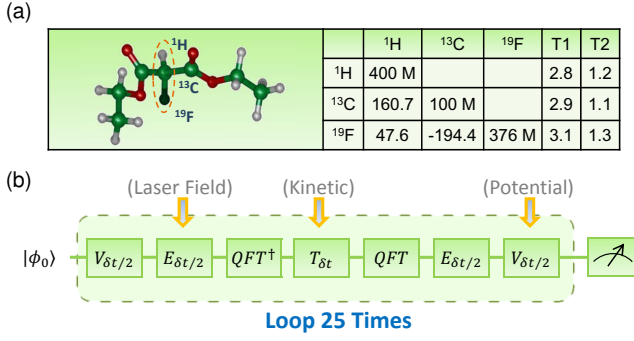 (a)
¹H
¹³C
¹⁹F
¹H ¹³C ¹⁹F T1 T2
¹H 400 M 2.8 1.2
¹³C 160.7 100 M 2.9 1.1
¹⁹F 47.6 -194.4 376 M 3.1 1.3
(b)
(Laser Field) (Kinetic) (Potential)
|ϕ₀⟩ V_{δt/2} E_{δt/2} QFT† T_{δt} QFT E_{δt/2} V_{δt/2}
Loop 25 Times